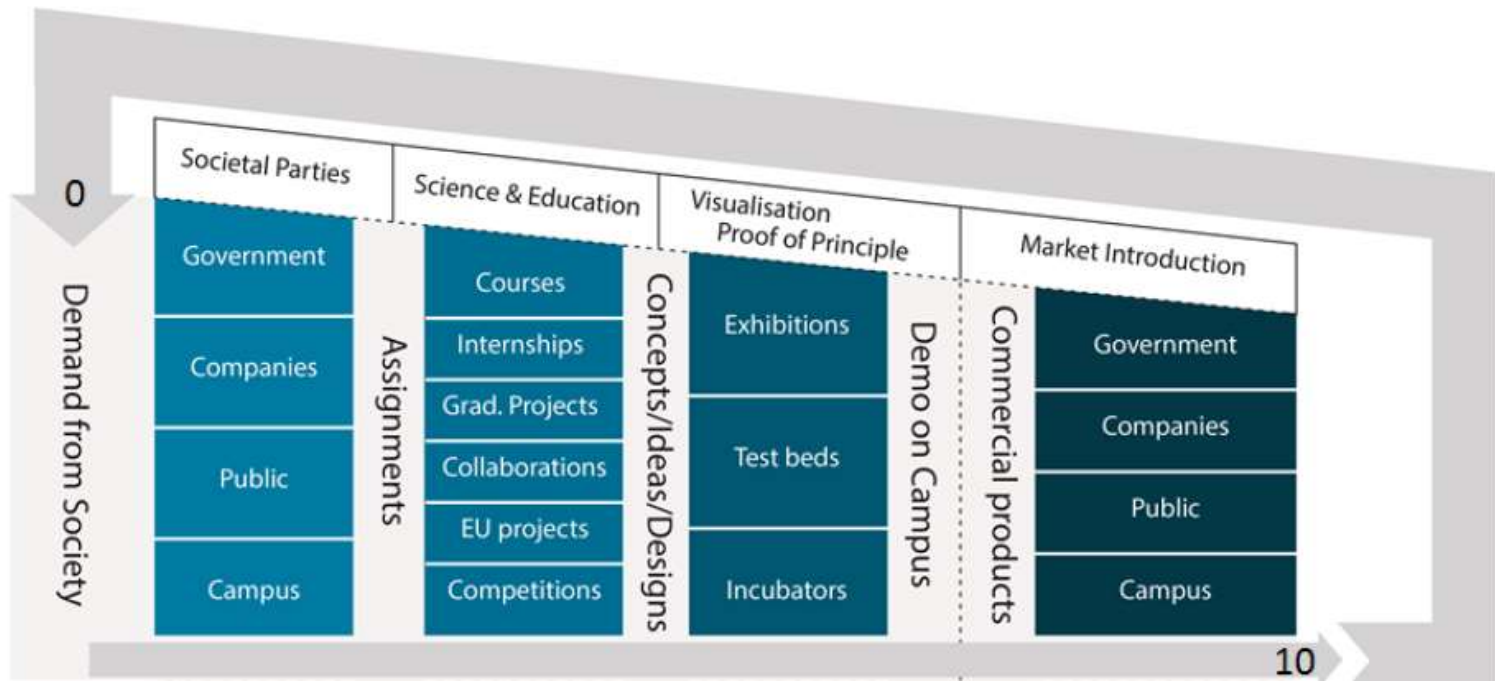 0
Demand from Society
Societal Parties
Government
Companies
Public
Campus
Assignments
Science & Education
Courses
Internships
Grad. Projects
Collaborations
EU projects
Competitions
Concepts/Ideas/Designs
Visualisation
Proof of Principle
Exhibitions
Test beds
Incubators
Demo on Campus
Commercial products
Market Introduction
Government
Companies
Public
Campus
10